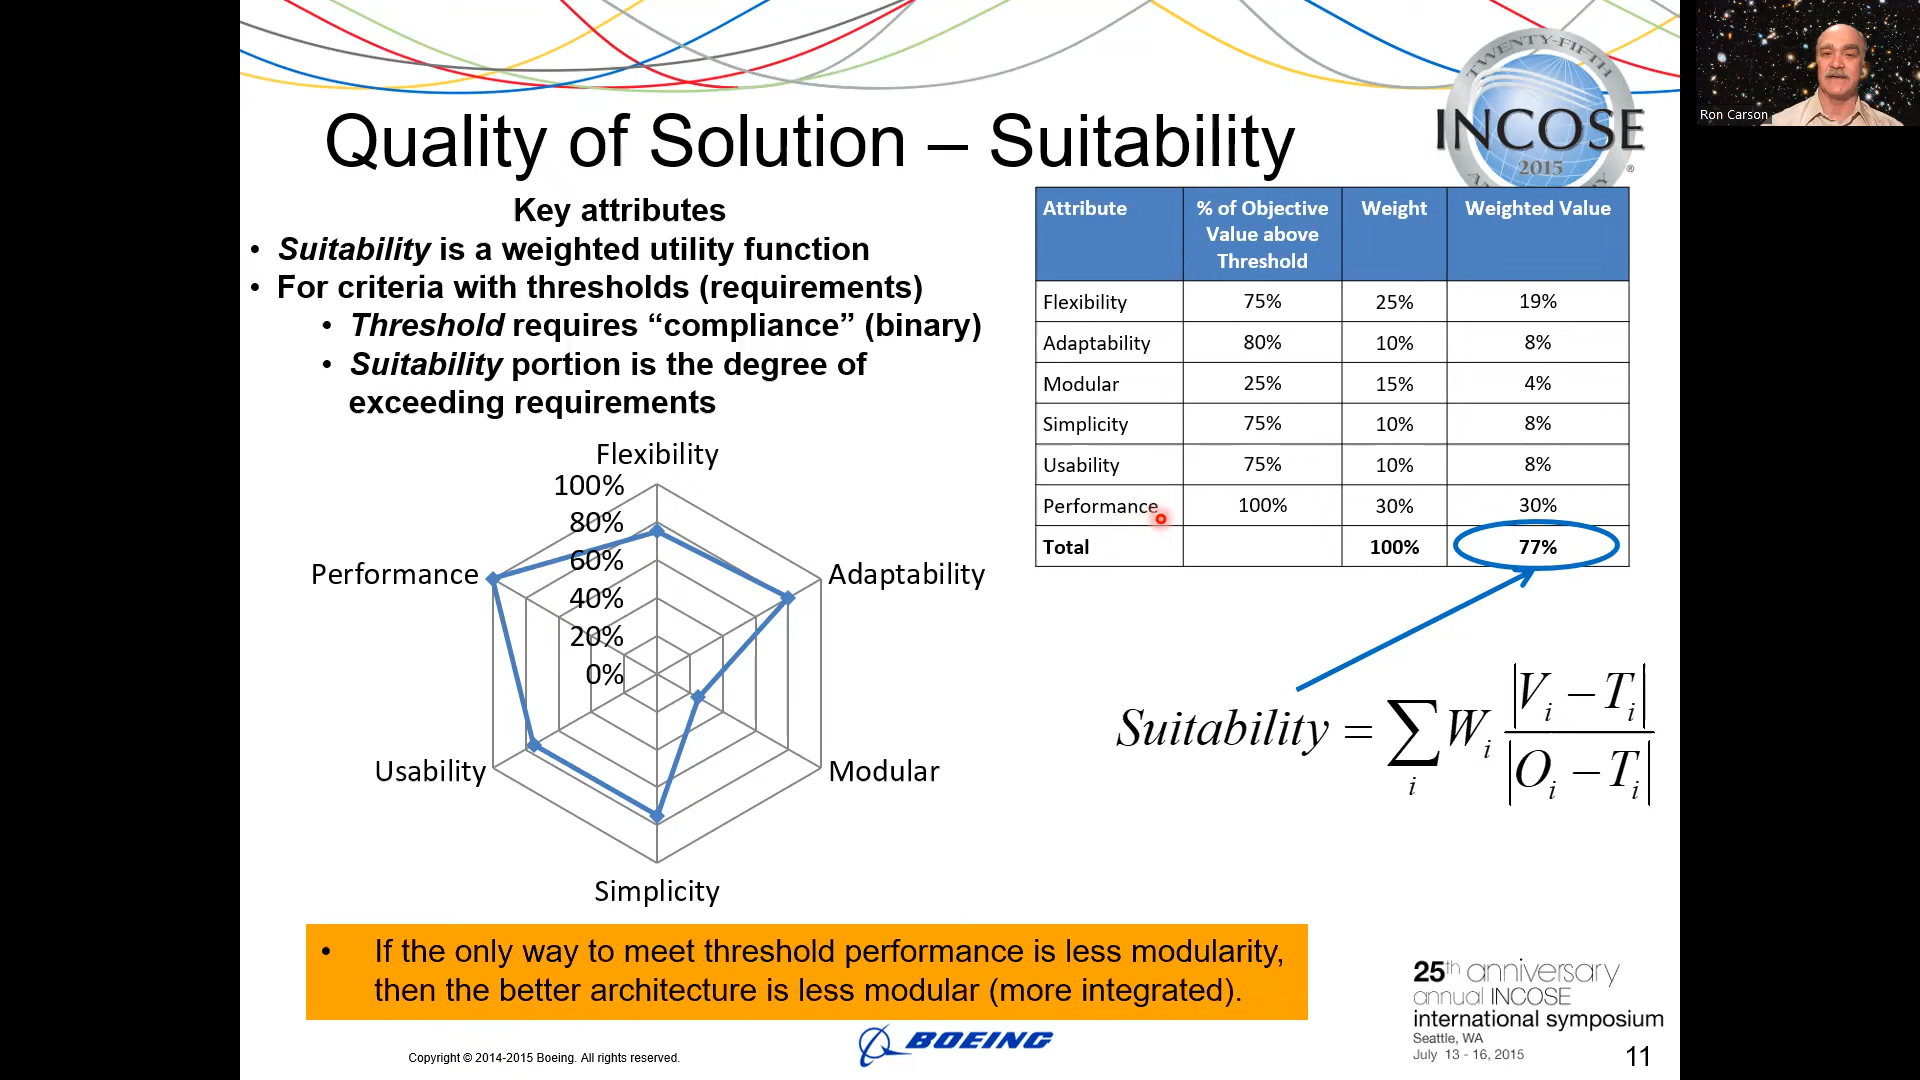 Quality of Solution – Suitability
TWENTY-FIFTH
INCOSE
2015
®
Ron Carson
Key attributes
• Suitability is a weighted utility function
• For criteria with thresholds (requirements)
• Threshold requires “compliance” (binary)
• Suitability portion is the degree of
exceeding requirements
Attribute % of Objective Value above Threshold Weight Weighted Value
Flexibility 75% 25% 19%
Adaptability 80% 10% 8%
Modular 25% 15% 4%
Simplicity 75% 10% 8%
Usability 75% 10% 8%
Performance 100% 30% 30%
Total 100% 77%
Flexibility
100%
80%
60%
40%
20%
0%
Performance
Adaptability
Usability
Modular
Simplicity
Suitability = ∑i Wi |Vi − Ti| / |Oi − Ti|
• If the only way to meet threshold performance is less modularity,
then the better architecture is less modular (more integrated).
25th anniversary
annual INCOSE
international symposium
Seattle, WA
July 13 - 16, 2015
Copyright © 2014-2015 Boeing. All rights reserved.
BOEING
11